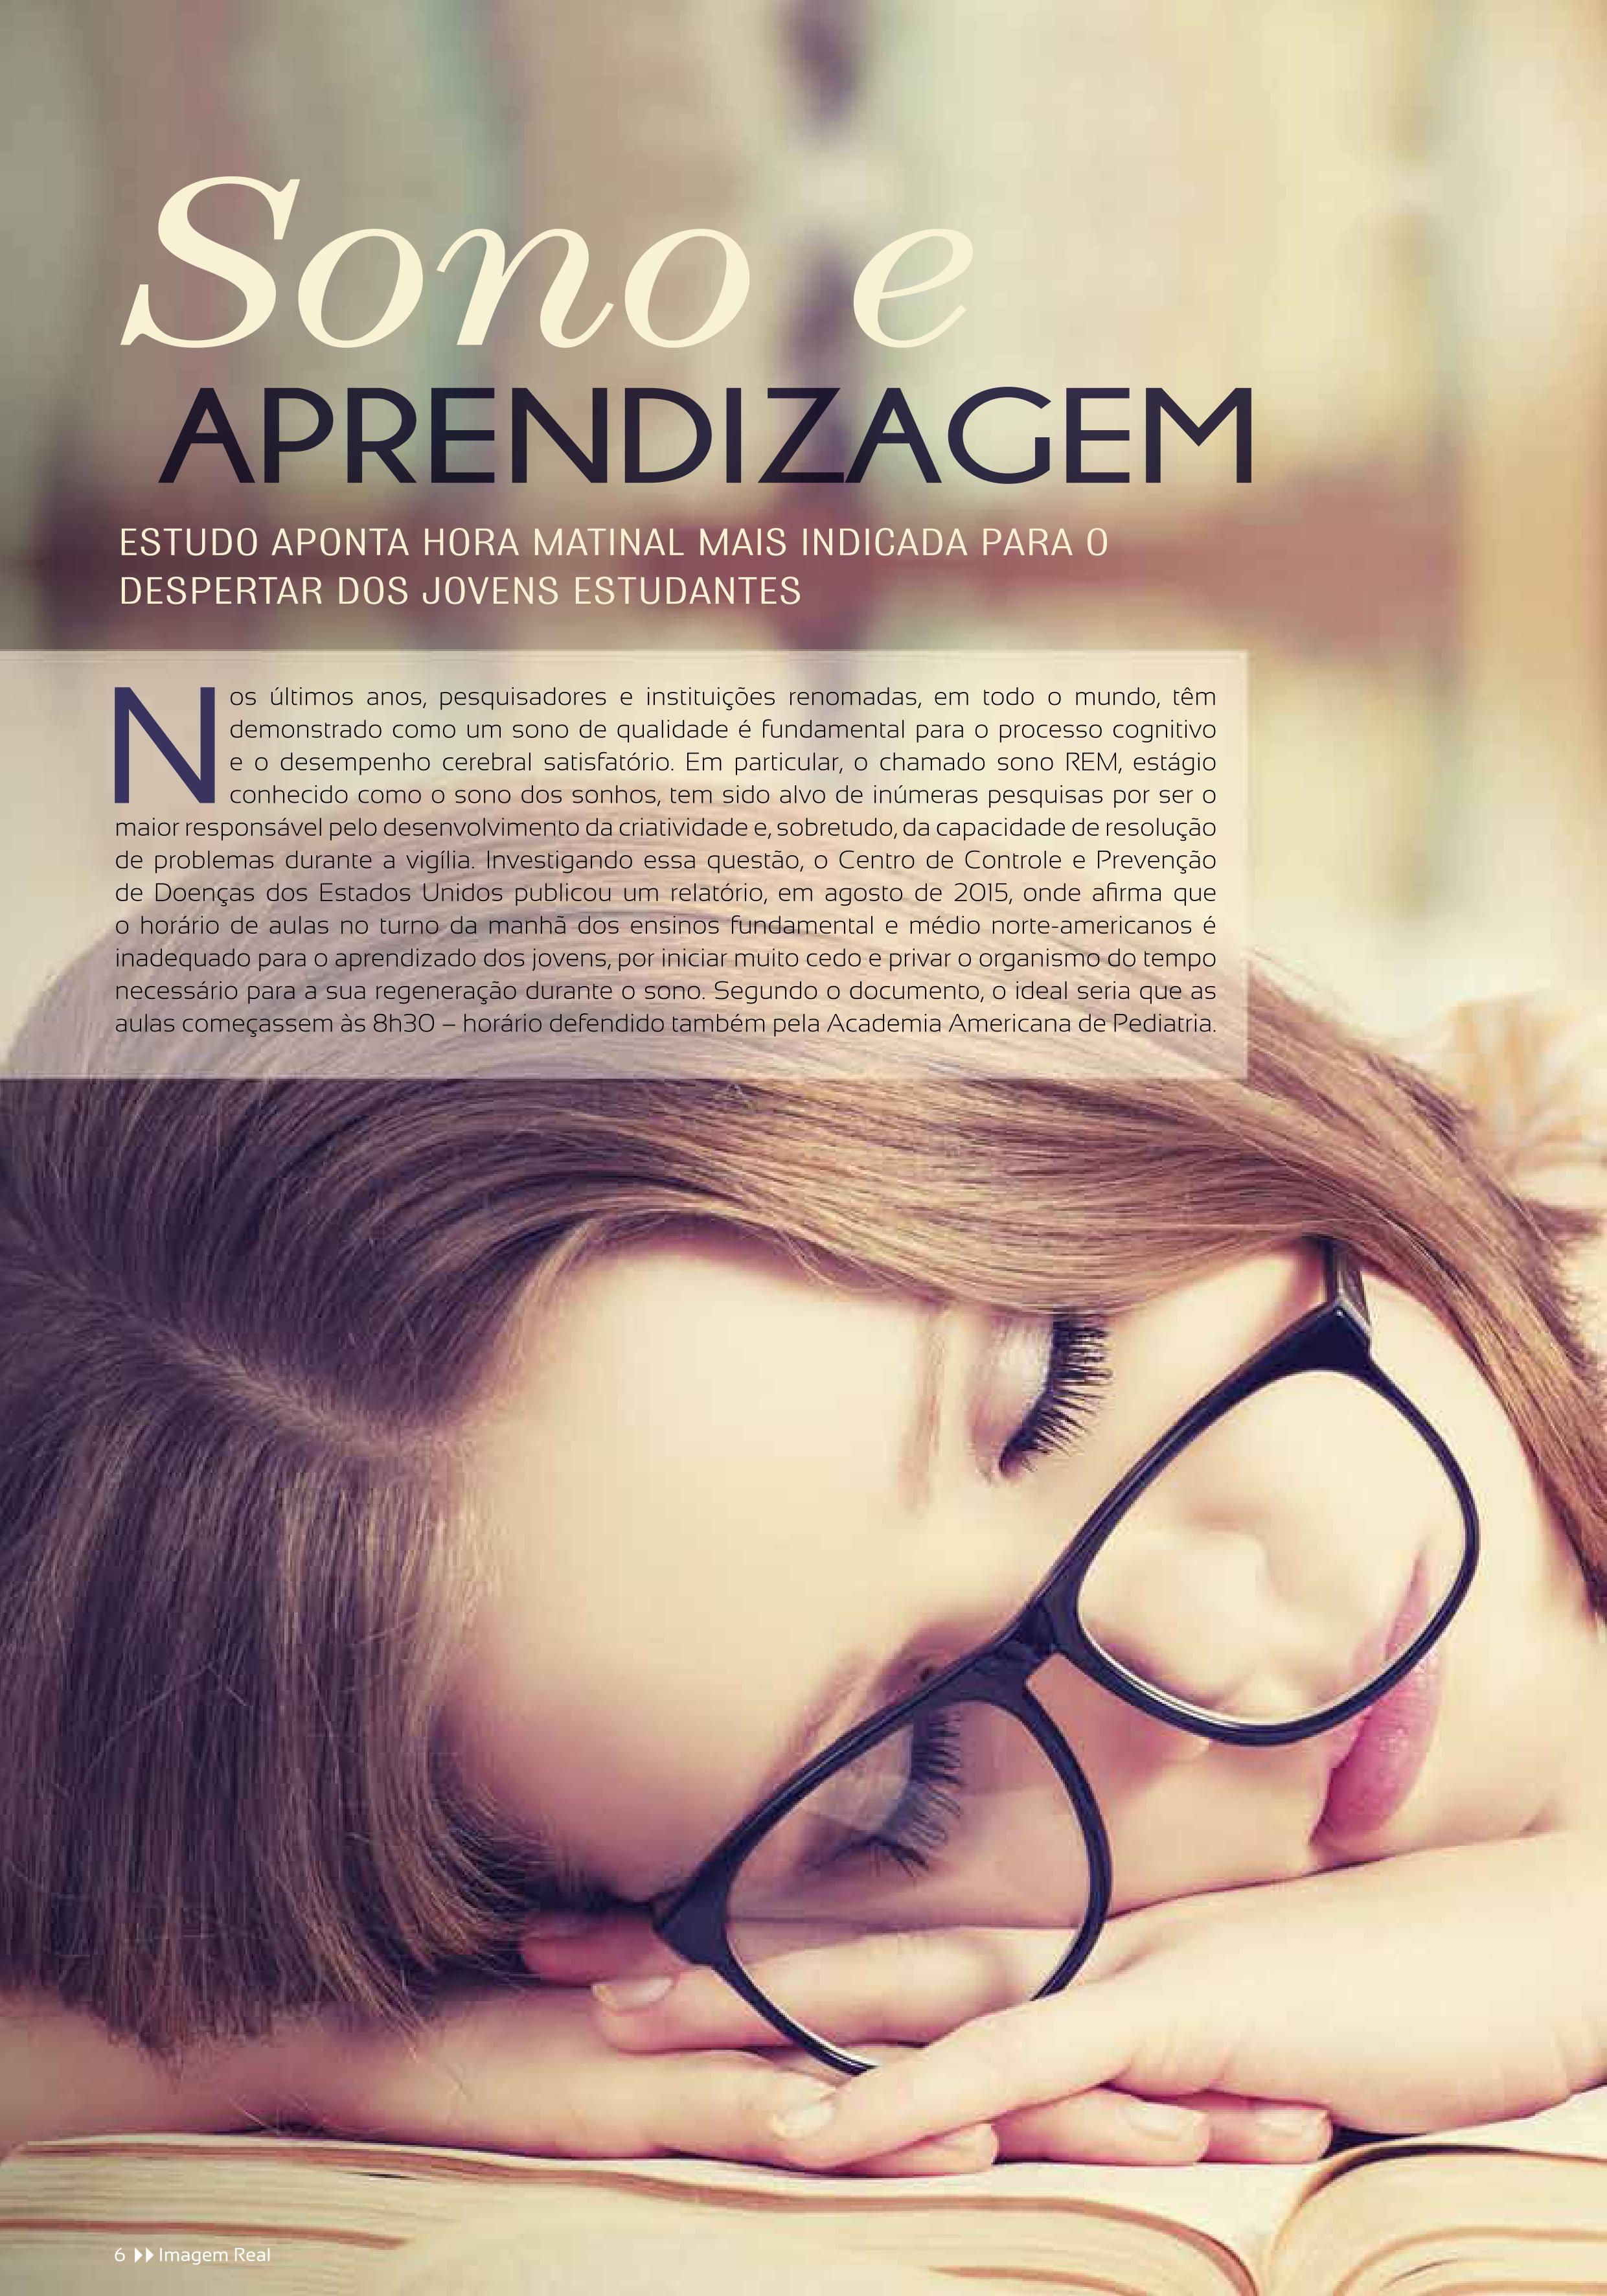 Sono e
APRENDIZAGEM
ESTUDO APONTA HORA MATINAL MAIS INDICADA PARA O
DESPERTAR DOS JOVENS ESTUDANTES
Nos últimos anos, pesquisadores e instituições renomadas, em todo o mundo, têm
demonstrado como um sono de qualidade é fundamental para o processo cognitivo
e o desempenho cerebral satisfatório. Em particular, o chamado sono REM, estágio
conhecido como o sono dos sonhos, tem sido alvo de inúmeras pesquisas por ser o
maior responsável pelo desenvolvimento da criatividade e, sobretudo, da capacidade de resolução
de problemas durante a vigília. Investigando essa questão, o Centro de Controle e Prevenção
de Doenças dos Estados Unidos publicou um relatório, em agosto de 2015, onde afirma que
o horário de aulas no turno da manhã dos ensinos fundamental e médio norte-americanos é
inadequado para o aprendizado dos jovens, por iniciar muito cedo e privar o organismo do tempo
necessário para a sua regeneração durante o sono. Segundo o documento, o ideal seria que as
aulas começassem às 8h30 – horário defendido também pela Academia Americana de Pediatria.
6 Imagem Real